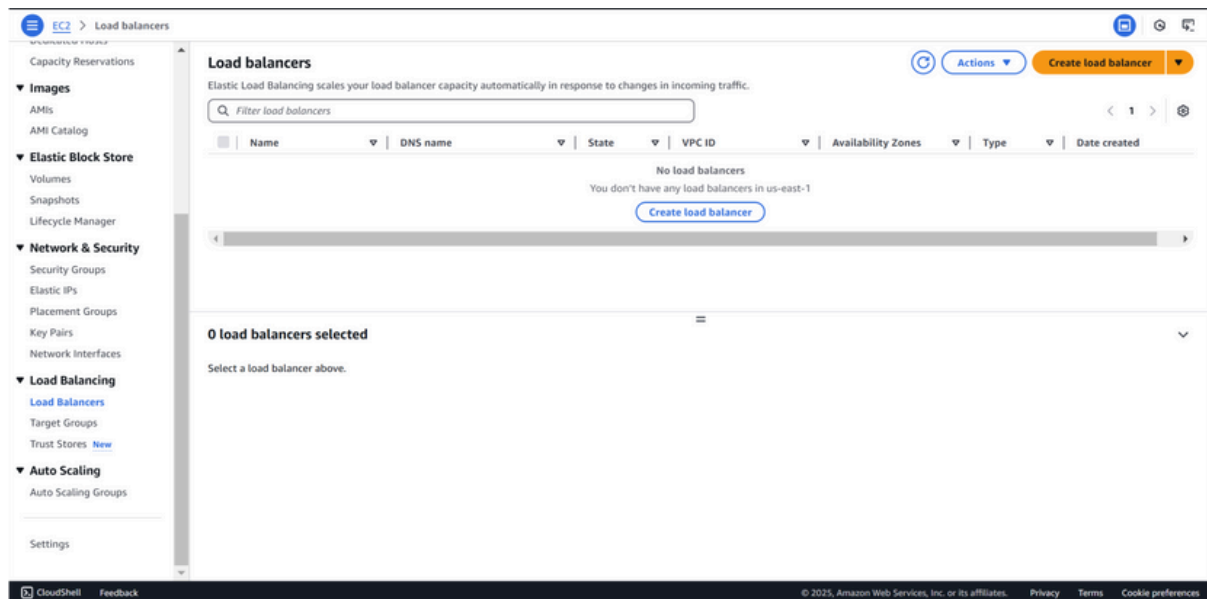 EC2 > Load balancers
Capacity Reservations
▼ Images
AMIs
AMI Catalog
▼ Elastic Block Store
Volumes
Snapshots
Lifecycle Manager
▼ Network & Security
Security Groups
Elastic IPs
Placement Groups
Key Pairs
Network Interfaces
▼ Load Balancing
Load Balancers
Target Groups
Trust Stores New
▼ Auto Scaling
Auto Scaling Groups
Settings
Load balancers
Actions ▼
Create load balancer ▼
Elastic Load Balancing scales your load balancer capacity automatically in response to changes in incoming traffic.
Filter load balancers
< 1 >
Name DNS name State VPC ID Availability Zones Type Date created
No load balancers
You don't have any load balancers in us-east-1
Create load balancer
0 load balancers selected
Select a load balancer above.
CloudShell Feedback © 2025, Amazon Web Services, Inc. or its affiliates. Privacy Terms Cookie preferences